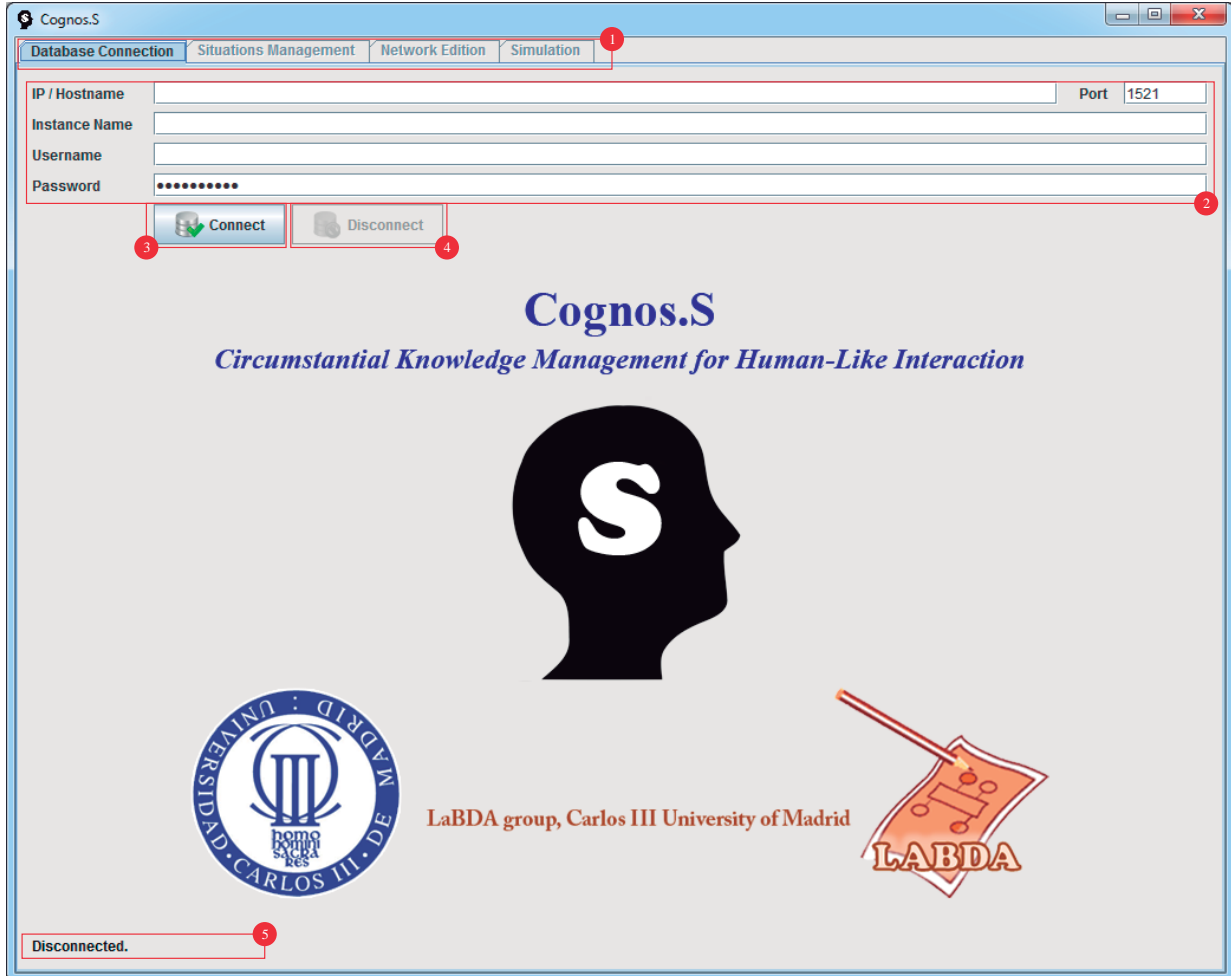 Cognos.S
Database Connection Situations Management Network Edition Simulation
1
IP / Hostname Port 1521
Instance Name
Username
Password ●●●●●●●●●●
2
Connect Disconnect
3 4
Cognos.S
Circumstantial Knowledge Management for Human-Like Interaction
S
UNIVERSIDAD · CARLOS III · DE MADRID :
homo
homini
sacra
res
LaBDA group, Carlos III University of Madrid
LABDA
5
Disconnected.